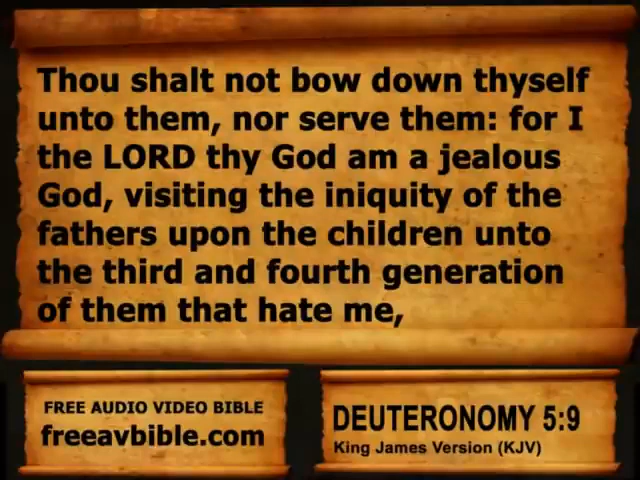 Thou shalt not bow down thyself
unto them, nor serve them: for I
the LORD thy God am a jealous
God, visiting the iniquity of the
fathers upon the children unto
the third and fourth generation
of them that hate me,
FREE AUDIO VIDEO BIBLE
freeavbible.com
DEUTERONOMY 5:9
King James Version (KJV)